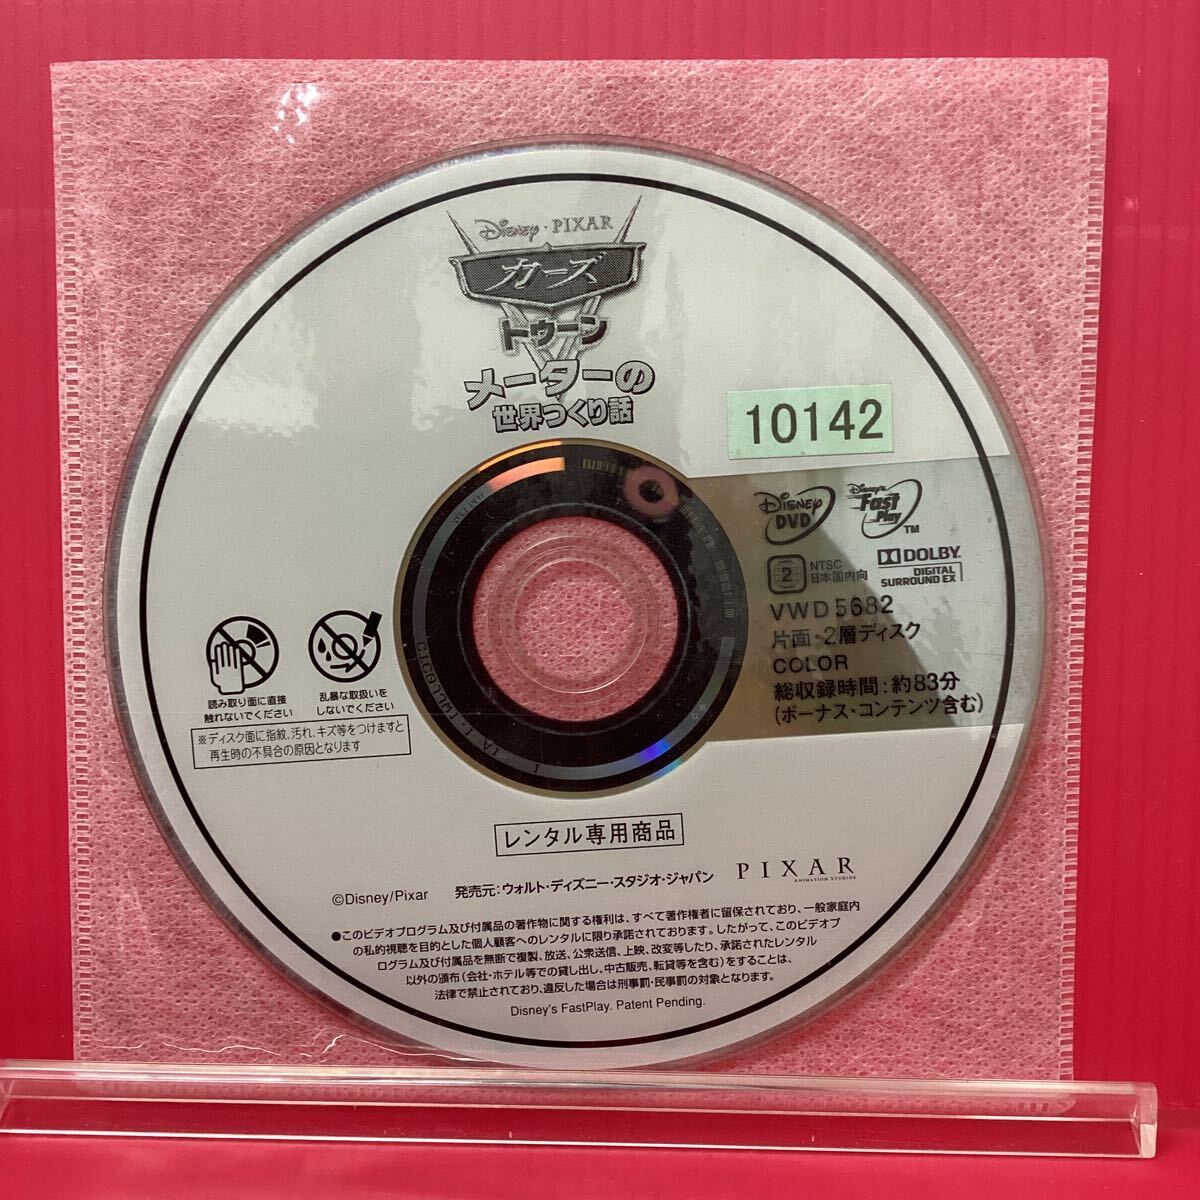 Disney・PIXAR
カーズ
トゥーン
メーターの
世界つくり話
10142
Disney DVD
Disney's Fast Play TM
2
NTSC
日本国内向
DOLBY
DIGITAL
SURROUND EX
VWD5682
片面・2層ディスク
COLOR
総収録時間:約83分
(ボーナス・コンテンツ含む)
読み取り面に直接
触れないでください
乱暴な取扱いを
しないでください
※ディスク面に指紋、汚れ、キズ等をつけますと
再生時の不具合の原因となります
レンタル専用商品
©Disney/Pixar
発売元:ウォルト・ディズニー・スタジオ・ジャパン
PIXAR
ANIMATION STUDIOS
●このビデオプログラム及び付属品の著作物に関する権利は、すべて著作権者に留保されており、一般家庭内
の私的視聴を目的とした個人顧客へのレンタルに限り承諾されております。したがって、このビデオプ
ログラム及び付属品を無断で複製、放送、公衆送信、上映、改変等したり、承諾されたレンタル
以外の頒布(会社・ホテル等での貸し出し、中古販売、転貸等を含む)をすることは、
法律で禁止されており、違反した場合は刑事罰・民事罰の対象となります。
Disney's FastPlay. Patent Pending.